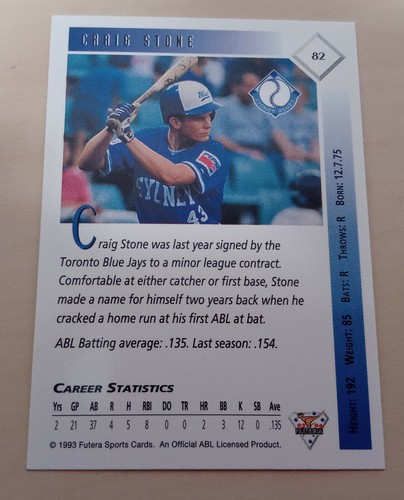 CRAIG STONE
82
Blues
SYDNEY
43
Craig Stone was last year signed by the
Toronto Blue Jays to a minor league contract.
Comfortable at either catcher or first base, Stone
made a name for himself two years back when he
cracked a home run at his first ABL at bat.
ABL Batting average: .135. Last season: .154.
HEIGHT: 192 WEIGHT: 85 BATS: R THROWS: R BORN: 12.7.75
CAREER STATISTICS
Yrs GP AB R H RBI DO TR HR BB K SB Ave
2 21 37 4 5 8 0 0 2 3 12 0 .135
© 1993 Futera Sports Cards. An Official ABL Licensed Product.
FUTERA